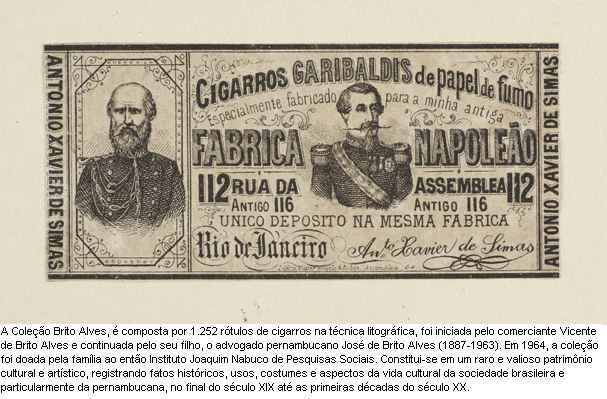 CIGARROS GARIBALDIS de papel de fumo
Especialmente fabricado para a minha antiga
FABRICA NAPOLEÃO
112 RUA DA ASSEMBLEA 112
ANTIGO 116 ANTIGO 116
UNICO DEPOSITO NA MESMA FABRICA
Rio de Janeiro Anto. Xavier de Simas
ANTONIO XAVIER DE SIMAS
ANTONIO XAVIER DE SIMAS
A Coleção Brito Alves, é composta por 1.252 rótulos de cigarros na técnica litográfica, foi iniciada pelo comerciante Vicente
de Brito Alves e continuada pelo seu filho, o advogado pernambucano José de Brito Alves (1887-1963). Em 1964, a coleção
foi doada pela família ao então Instituto Joaquim Nabuco de Pesquisas Sociais. Constitui-se em um raro e valioso patrimônio
cultural e artístico, registrando fatos históricos, usos, costumes e aspectos da vida cultural da sociedade brasileira e
particularmente da pernambucana, no final do século XIX até as primeiras décadas do século XX.